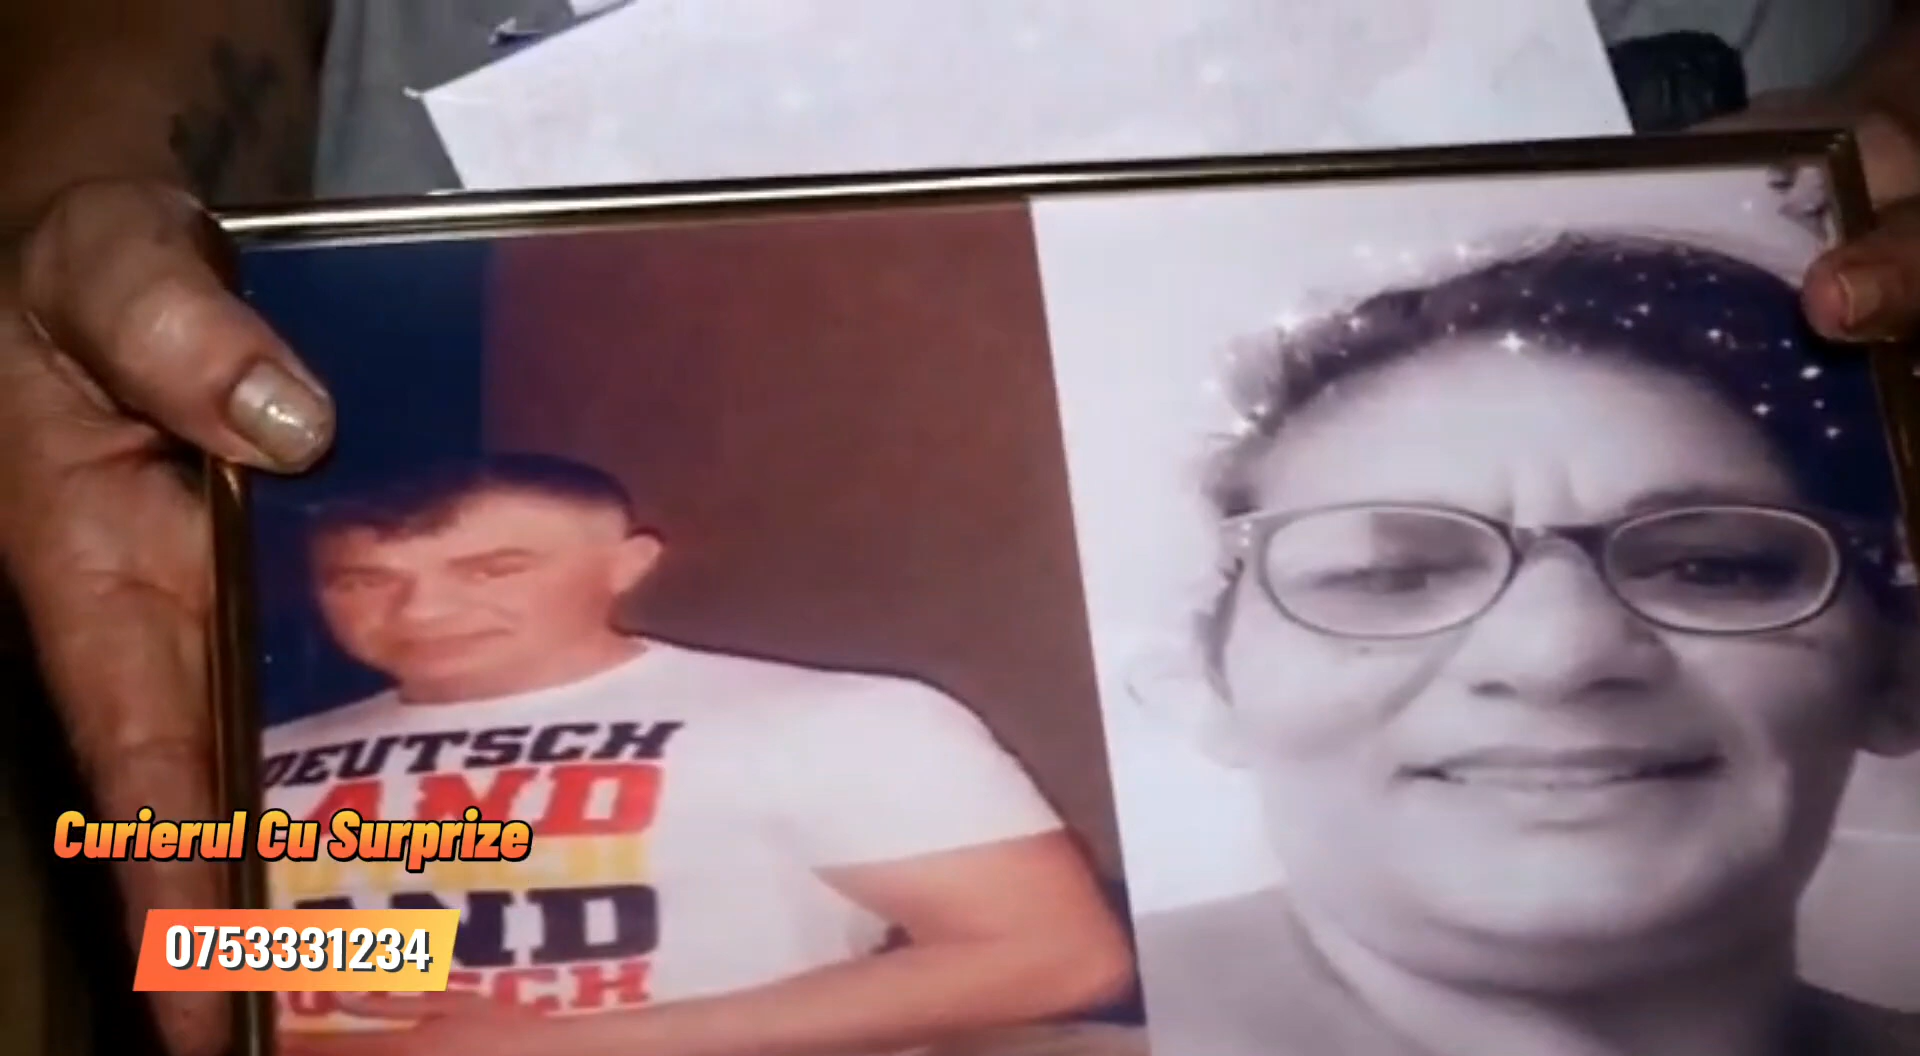 DEUTSCH
AND
AND
Curierul Cu Surprize
0753331234